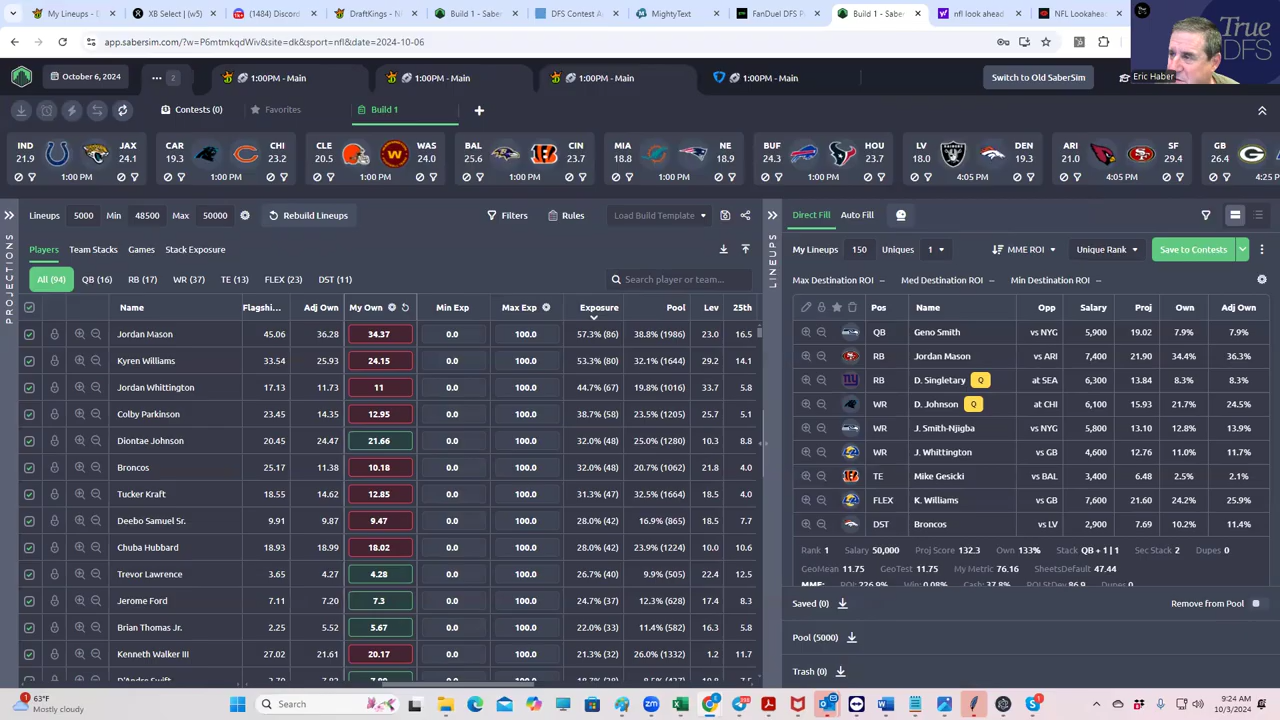 My Lineups - D
XB Select | (w5)
(1484) Discord
DraftKings - N
Build 1 - Saber
DFS Contest A
MightyText
FanDuel DFS P
Build 1 - Saber
nfl look ahead
NFL Lookahea
True
DFS
Eric Haber
app.sabersim.com/?w=P6mtmkqdWiv&site=dk&sport=nfl&date=2024-10-06
October 6, 2024
... 2
1:00PM - Main
1:00PM - Main
1:00PM - Main
1:00PM - Main
Switch to Old SaberSim
Contests (0)
Favorites
Build 1
IND 21.9 JAX 24.1 1:00 PM
CAR 19.3 CHI 23.2 1:00 PM
CLE 20.5 WAS 24.0 1:00 PM
BAL 25.6 CIN 23.7 1:00 PM
MIA 18.8 NE 18.9 1:00 PM
BUF 24.3 HOU 23.7 1:00 PM
LV 18.0 DEN 19.3 4:05 PM
ARI 21.0 SF 29.4 4:05 PM
GB 26.4 4:25 P
PROJECTIONS
Lineups 5000 Min 48500 Max 50000 Rebuild Lineups Filters Rules Load Build Template
Players Team Stacks Games Stack Exposure
All (94) QB (16) RB (17) WR (37) TE (13) FLEX (23) DST (11) Search player or team...
Name Flagshi... Adj Own My Own Min Exp Max Exp Exposure Pool Lev 25th
Jordan Mason 45.06 36.28 34.37 0.0 100.0 57.3% (86) 38.8% (1986) 23.0 16.5
Kyren Williams 33.54 25.93 24.15 0.0 100.0 53.3% (80) 32.1% (1644) 29.2 14.1
Jordan Whittington 17.13 11.73 11 0.0 100.0 44.7% (67) 19.8% (1016) 33.7 5.8
Colby Parkinson 23.45 14.35 12.95 0.0 100.0 38.7% (58) 23.5% (1205) 25.7 5.1
Diontae Johnson 20.45 24.47 21.66 0.0 100.0 32.0% (48) 25.0% (1280) 10.3 8.8
Broncos 25.17 11.38 10.18 0.0 100.0 32.0% (48) 20.7% (1062) 21.8 4.0
Tucker Kraft 18.55 14.62 12.85 0.0 100.0 31.3% (47) 32.5% (1664) 18.5 4.0
Deebo Samuel Sr. 9.91 9.87 9.47 0.0 100.0 28.0% (42) 16.9% (865) 18.5 7.7
Chuba Hubbard 18.93 18.99 18.02 0.0 100.0 28.0% (42) 23.9% (1224) 10.0 10.6
Trevor Lawrence 3.65 4.27 4.28 0.0 100.0 26.7% (40) 9.9% (505) 22.4 12.5
Jerome Ford 7.11 7.20 7.3 0.0 100.0 24.7% (37) 12.3% (628) 17.4 8.3
Brian Thomas Jr. 2.25 5.52 5.67 0.0 100.0 22.0% (33) 11.4% (582) 16.3 5.8
Kenneth Walker III 27.02 21.61 20.17 0.0 100.0 21.3% (32) 26.0% (1332) 1.2 11.7
LINEUPS
Direct Fill Auto Fill
My Lineups 150 Uniques 1 MME ROI Unique Rank Save to Contests
Max Destination ROI -- Med Destination ROI -- Min Destination ROI --
Pos Name Opp Salary Proj Own Adj Own
QB Geno Smith vs NYG 5,900 19.02 7.9% 7.9%
RB Jordan Mason vs ARI 7,400 21.90 34.4% 36.3%
RB D. Singletary Q at SEA 6,300 13.84 8.3% 8.3%
WR D. Johnson Q at CHI 6,100 15.93 21.7% 24.5%
WR J. Smith-Njigba vs NYG 5,800 13.10 12.8% 13.9%
WR J. Whittington vs GB 4,600 12.76 11.0% 11.7%
TE Mike Gesicki vs BAL 3,400 6.48 2.5% 2.1%
FLEX K. Williams vs GB 7,600 21.60 24.2% 25.9%
DST Broncos vs LV 2,900 7.69 10.2% 11.4%
Rank 1 Salary 50,000 Proj Score 132.3 Own 133% Stack QB + 1 | 1 Sec Stack 2 Dupes 0
GeoMean 11.75 GeoTest 11.75 My Metric 76.16 SheetsDefault 47.44
Saved (0)
Remove from Pool
Pool (5000)
Trash (0)
63°F
Mostly cloudy
Search
9:24 AM
10/3/2024